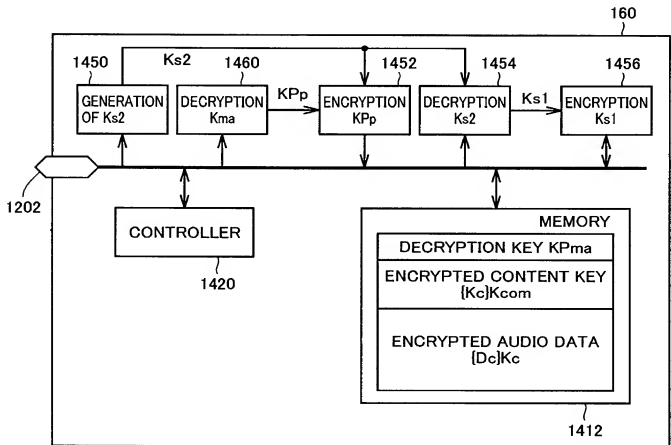 160
1450
Ks2
1460
1452
1454
1456
GENERATION
OF Ks2
DECRYPTION
Kma
KPp
ENCRYPTION
KPp
DECRYPTION
Ks2
Ks1
ENCRYPTION
Ks1
1202
CONTROLLER
1420
MEMORY
DECRYPTION KEY KPma
ENCRYPTED CONTENT KEY
{Kc}Kcom
ENCRYPTED AUDIO DATA
{Dc}Kc
1412